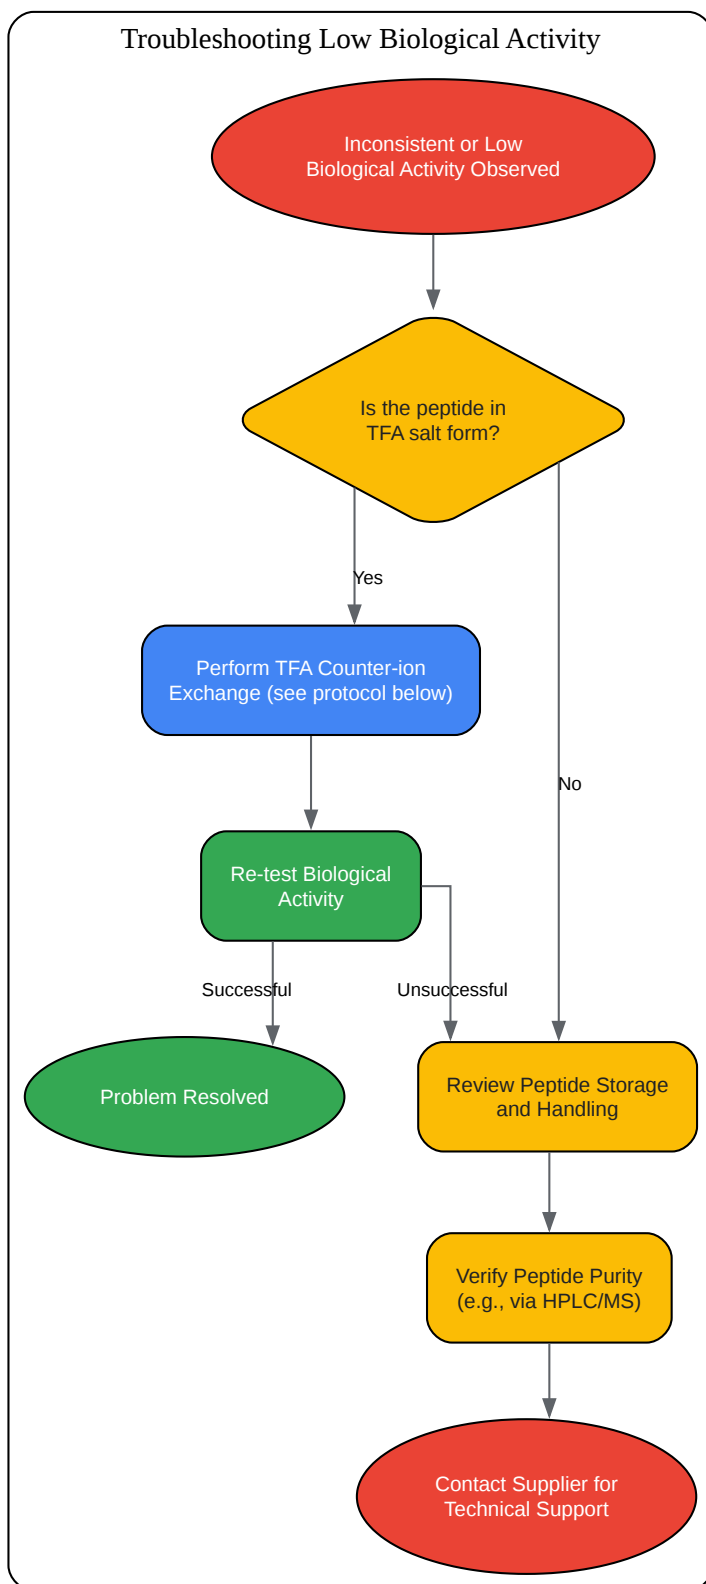 Troubleshooting Low Biological Activity
Inconsistent or Low
Biological Activity Observed
Is the peptide in
TFA salt form?
Yes
Perform TFA Counter-ion
Exchange (see protocol below)
No
Re-test Biological
Activity
Successful
Unsuccessful
Problem Resolved
Review Peptide Storage
and Handling
Verify Peptide Purity
(e.g., via HPLC/MS)
Contact Supplier for
Technical Support